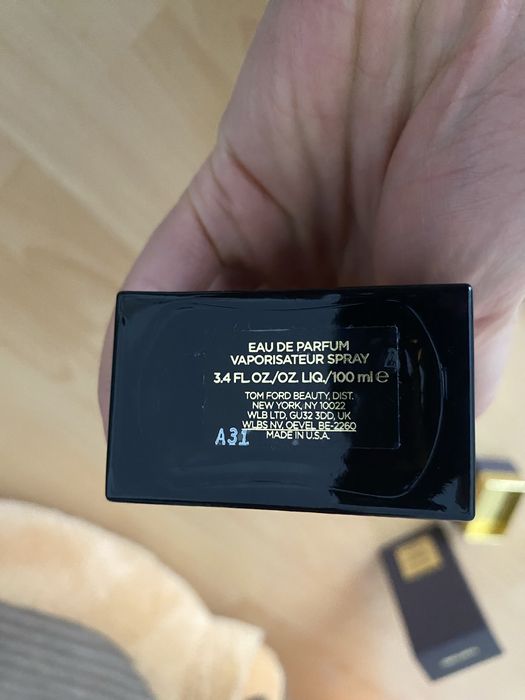 EAU DE PARFUM
VAPORISATEUR SPRAY
3.4 FL. OZ./OZ. LIQ./100 ml ℮
TOM FORD BEAUTY, DIST.
NEW YORK, NY 10022
WLB LTD, GU32 3DD, UK
WLBS NV, OEVEL BE-2260
MADE IN U.S.A.
A31